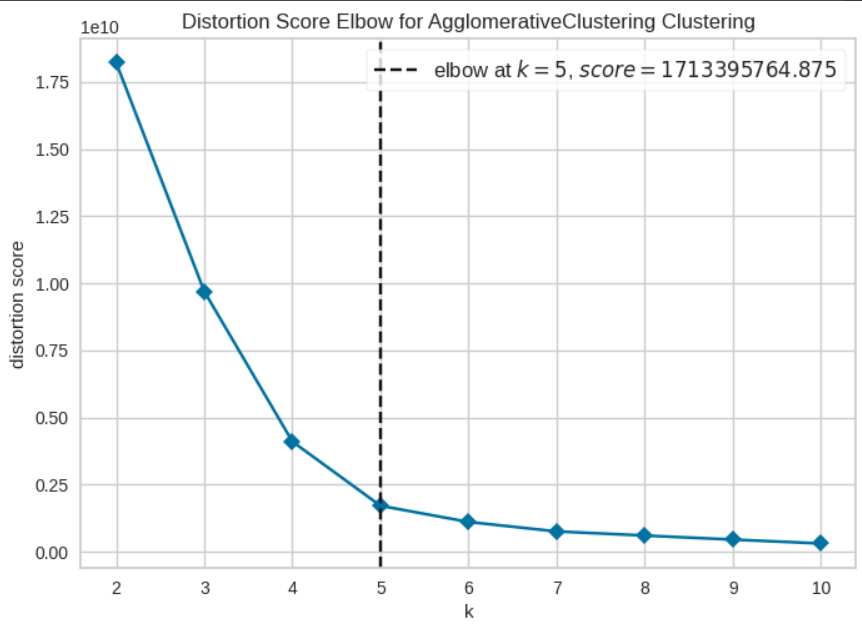 Distortion Score Elbow for AgglomerativeClustering Clustering
1e10
elbow at k = 5, score = 1713395764.875
1.75
1.50
1.25
1.00
0.75
0.50
0.25
0.00
distortion score
2 3 4 5 6 7 8 9 10
k